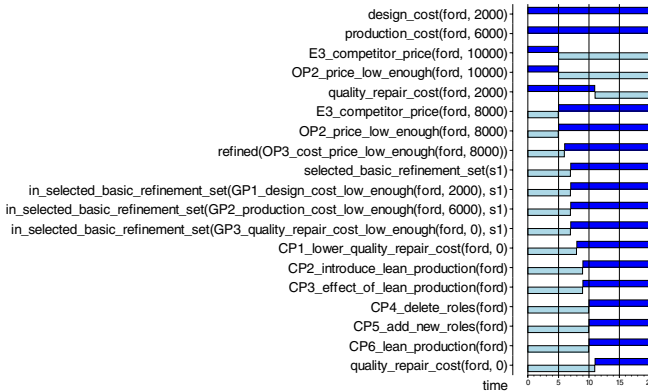 design_cost(ford, 2000)
production_cost(ford, 6000)
E3_competitor_price(ford, 10000)
OP2_price_low_enough(ford, 10000)
quality_repair_cost(ford, 2000)
E3_competitor_price(ford, 8000)
OP2_price_low_enough(ford, 8000)
refined(OP3_cost_price_low_enough(ford, 8000))
selected_basic_refinement_set(s1)
in_selected_basic_refinement_set(GP1_design_cost_low_enough(ford, 2000), s1)
in_selected_basic_refinement_set(GP2_production_cost_low_enough(ford, 6000), s1)
in_selected_basic_refinement_set(GP3_quality_repair_cost_low_enough(ford, 0), s1)
CP1_lower_quality_repair_cost(ford, 0)
CP2_introduce_lean_production(ford)
CP3_effect_of_lean_production(ford)
CP4_delete_roles(ford)
CP5_add_new_roles(ford)
CP6_lean_production(ford)
quality_repair_cost(ford, 0)
time 0 5 10 15 20